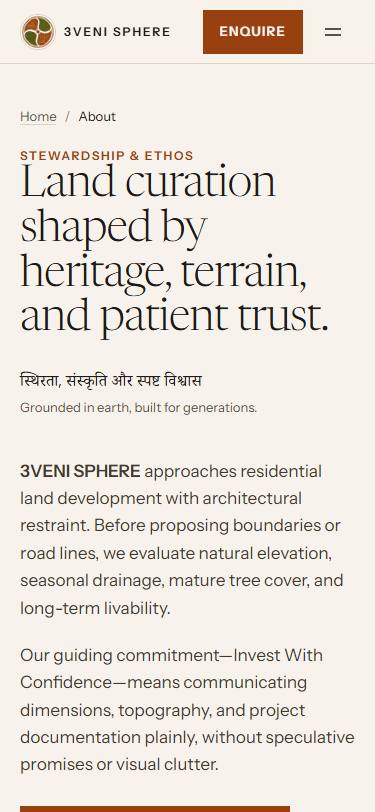 3VENI SPHERE
ENQUIRE
Home / About
STEWARDSHIP & ETHOS
Land curation
shaped by
heritage, terrain,
and patient trust.
स्थिरता, संस्कृति और स्पष्ट विश्वास
Grounded in earth, built for generations.
3VENI SPHERE approaches residential
land development with architectural
restraint. Before proposing boundaries or
road lines, we evaluate natural elevation,
seasonal drainage, mature tree cover, and
long-term livability.
Our guiding commitment—Invest With
Confidence—means communicating
dimensions, topography, and project
documentation plainly, without speculative
promises or visual clutter.